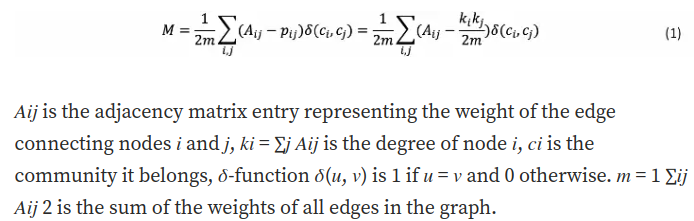 M = \frac{1}{2m} \sum_{i,j} (A_{ij} - p_{ij}) \delta(c_i, c_j) = \frac{1}{2m} \sum_{i,j} (A_{ij} - \frac{k_i k_j}{2m}) \delta(c_i, c_j) (1)
Aij is the adjacency matrix entry representing the weight of the edge
connecting nodes i and j, ki = ∑j Aij is the degree of node i, ci is the
community it belongs, δ-function δ(u, v) is 1 if u = v and 0 otherwise. m = 1 ∑ij
Aij 2 is the sum of the weights of all edges in the graph.